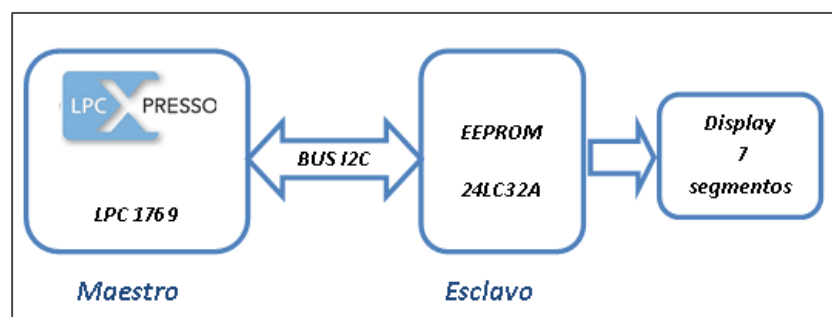 LPC XPRESSO
LPC 1769
Maestro
BUS I2C
EEPROM
24LC32A
Esclavo
Display
7
segmentos